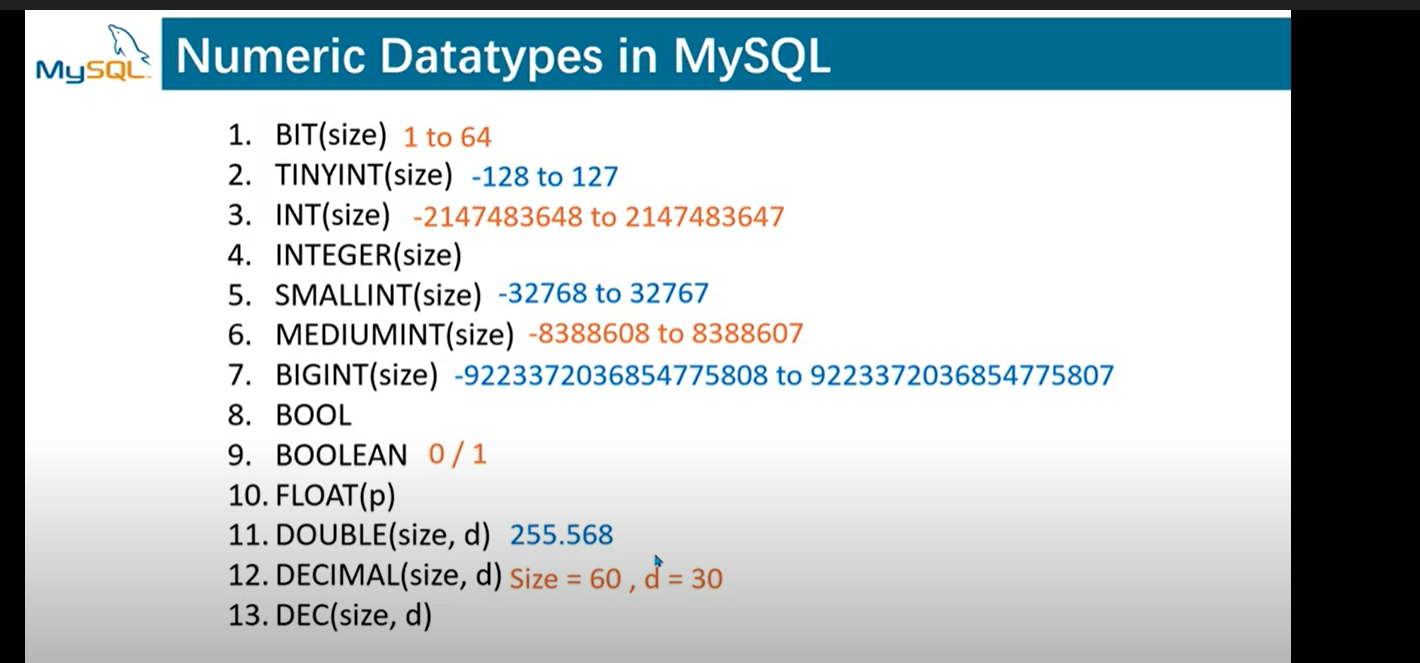 MySQL
Numeric Datatypes in MySQL
1. BIT(size) 1 to 64
2. TINYINT(size) -128 to 127
3. INT(size) -2147483648 to 2147483647
4. INTEGER(size)
5. SMALLINT(size) -32768 to 32767
6. MEDIUMINT(size) -8388608 to 8388607
7. BIGINT(size) -9223372036854775808 to 9223372036854775807
8. BOOL
9. BOOLEAN 0 / 1
10. FLOAT(p)
11. DOUBLE(size, d) 255.568
12. DECIMAL(size, d) Size = 60 , d = 30
13. DEC(size, d)